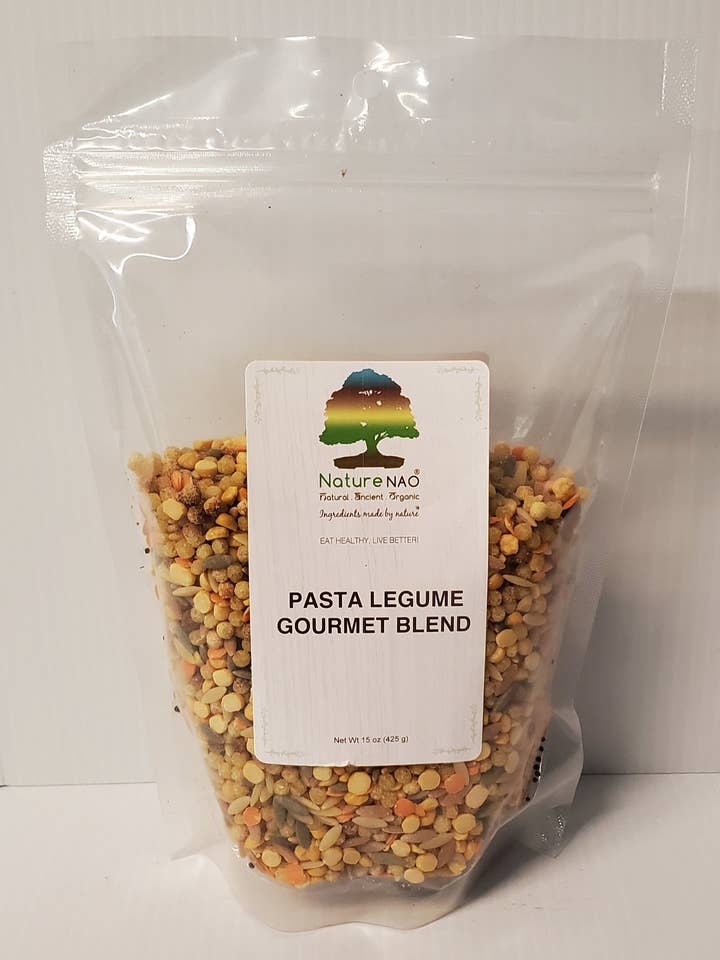 Nature NAO®
Natural . Ancient . Organic
Ingredients made by nature™
EAT HEALTHY, LIVE BETTER!
PASTA LEGUME
GOURMET BLEND
Net Wt 15 oz (425 g)